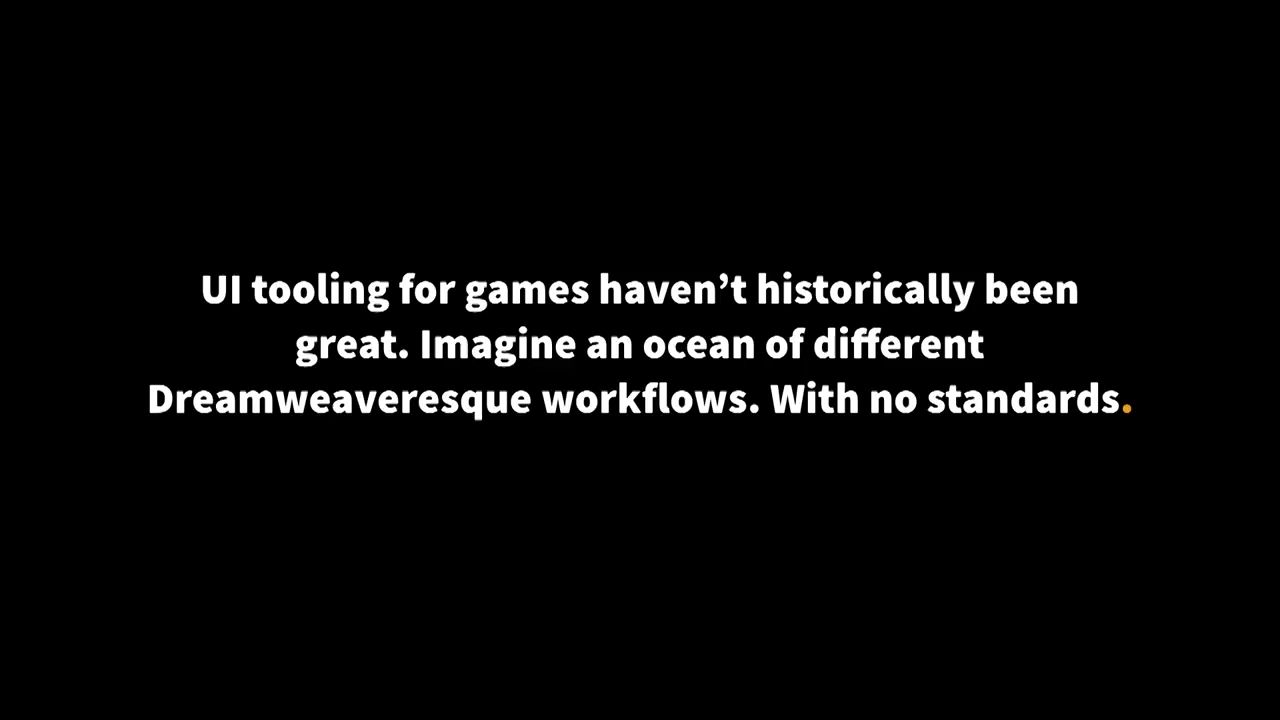 UI tooling for games haven’t historically been
great. Imagine an ocean of different
Dreamweaveresque workflows. With no standards.